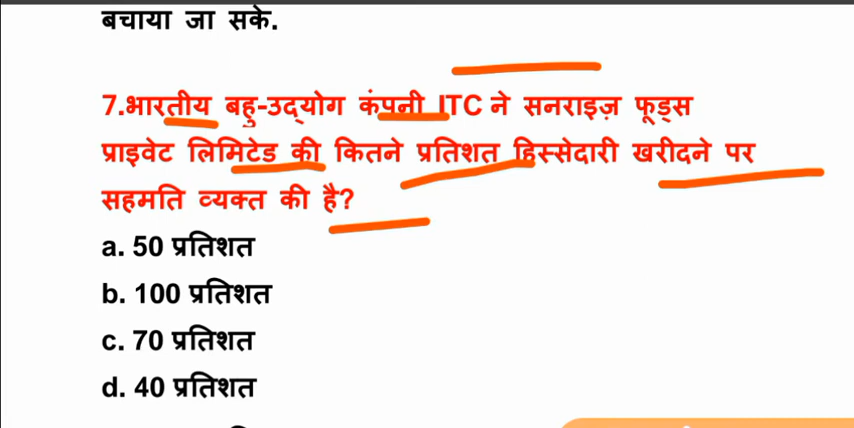 बचाया जा सके.
7.भारतीय बहु-उद्योग कंपनी ITC ने सनराइज़ फूड्स
प्राइवेट लिमिटेड की कितने प्रतिशत हिस्सेदारी खरीदने पर
सहमति व्यक्त की है?
a. 50 प्रतिशत
b. 100 प्रतिशत
c. 70 प्रतिशत
d. 40 प्रतिशत